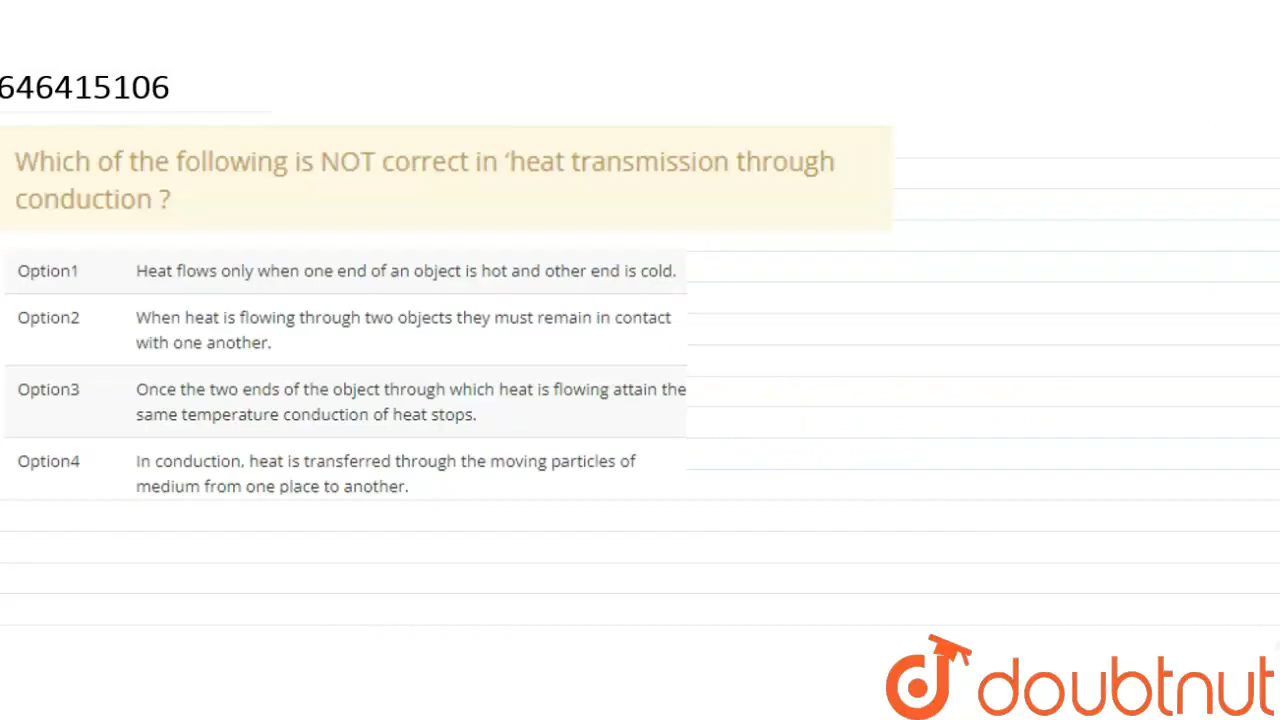 646415106
Which of the following is NOT correct in ‘heat transmission through
conduction ?
Option1 Heat flows only when one end of an object is hot and other end is cold.
Option2 When heat is flowing through two objects they must remain in contact
with one another.
Option3 Once the two ends of the object through which heat is flowing attain the
same temperature conduction of heat stops.
Option4 In conduction, heat is transferred through the moving particles of
medium from one place to another.
doubtnut